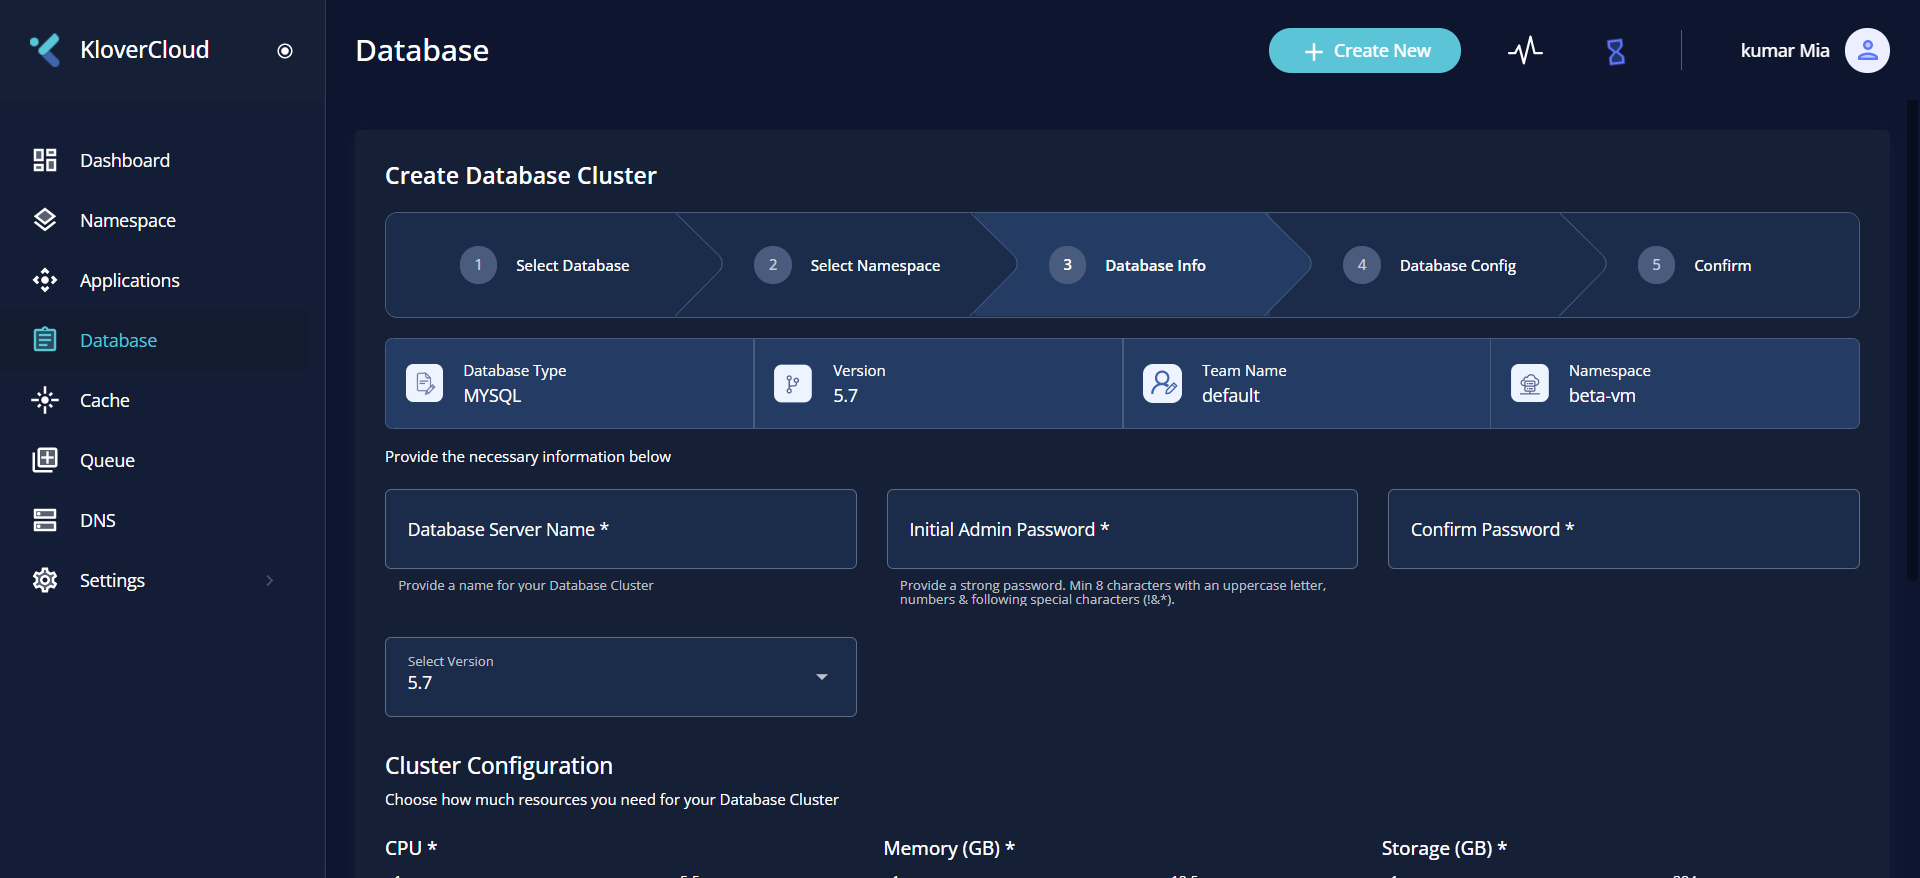 KloverCloud
Database
Create New
kumar Mia
Dashboard
Namespace
Applications
Database
Cache
Queue
DNS
Settings
Create Database Cluster
1 Select Database
2 Select Namespace
3 Database Info
4 Database Config
5 Confirm
Database Type
MYSQL
Version
5.7
Team Name
default
Namespace
beta-vm
Provide the necessary information below
Database Server Name *
Provide a name for your Database Cluster
Initial Admin Password *
Provide a strong password. Min 8 characters with an uppercase letter,
numbers & following special characters (!&*).
Confirm Password *
Select Version
5.7
Cluster Configuration
Choose how much resources you need for your Database Cluster
CPU *
Memory (GB) *
Storage (GB) *